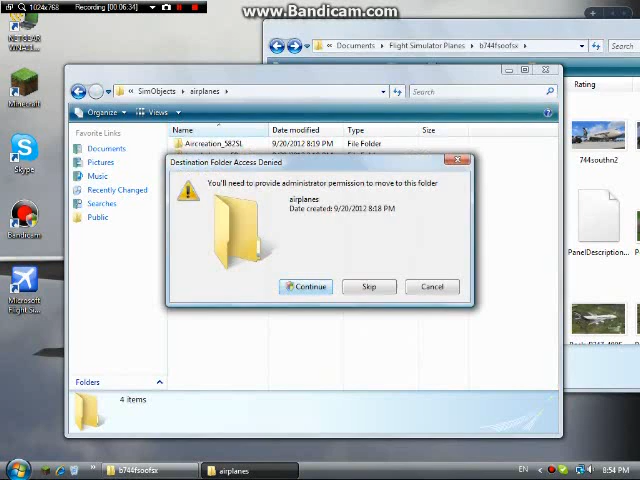 1024x768
Recording [00:06:34]
www.Bandicam.com
NETGEAR
Minecraft
Skype
Bandicam
Microsoft
Flight Si...
Documents
Flight Simulator Planes
b744fsoofsx
Rating
744southn2
PanelDescription...
SimObjects
airplanes
Search
Organize
Views
Favorite Links
Documents
Pictures
Music
Recently Changed
Searches
Public
Folders
Name
Date modified
Type
Size
Aircreation_582SL
9/20/2012 8:19 PM
File Folder
Destination Folder Access Denied
You'll need to provide administrator permission to move to this folder
airplanes
Date created: 9/20/2012 8:18 PM
Continue
Skip
Cancel
4 items
b744fsoofsx
airplanes
EN
8:54 PM